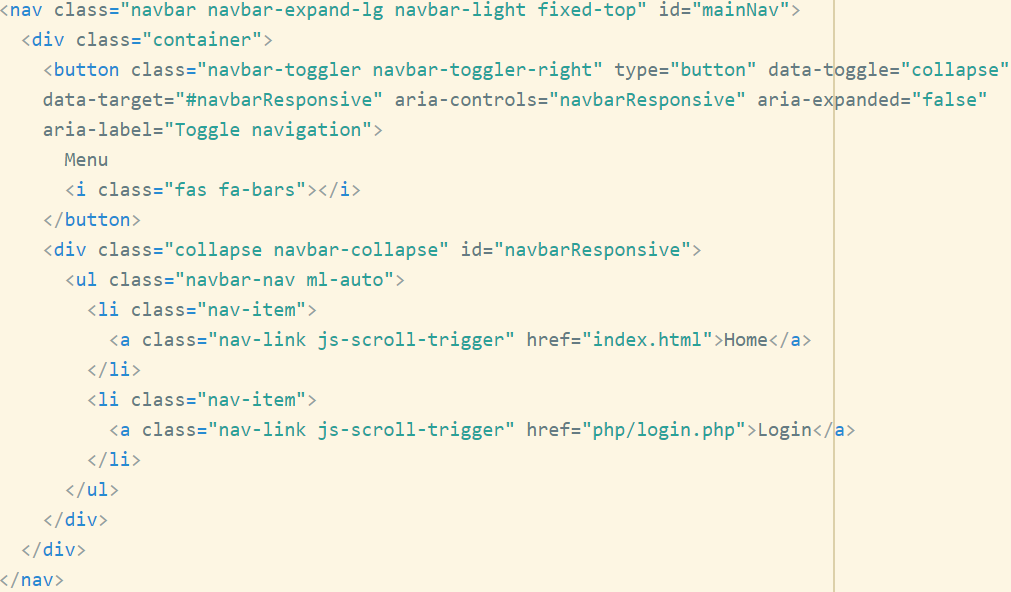 <nav class="navbar navbar-expand-lg navbar-light fixed-top" id="mainNav">
<div class="container">
<button class="navbar-toggler navbar-toggler-right" type="button" data-toggle="collapse"
data-target="#navbarResponsive" aria-controls="navbarResponsive" aria-expanded="false"
aria-label="Toggle navigation">
Menu
<i class="fas fa-bars"></i>
</button>
<div class="collapse navbar-collapse" id="navbarResponsive">
<ul class="navbar-nav ml-auto">
<li class="nav-item">
<a class="nav-link js-scroll-trigger" href="index.html">Home</a>
</li>
<li class="nav-item">
<a class="nav-link js-scroll-trigger" href="php/login.php">Login</a>
</li>
</ul>
</div>
</div>
</nav>